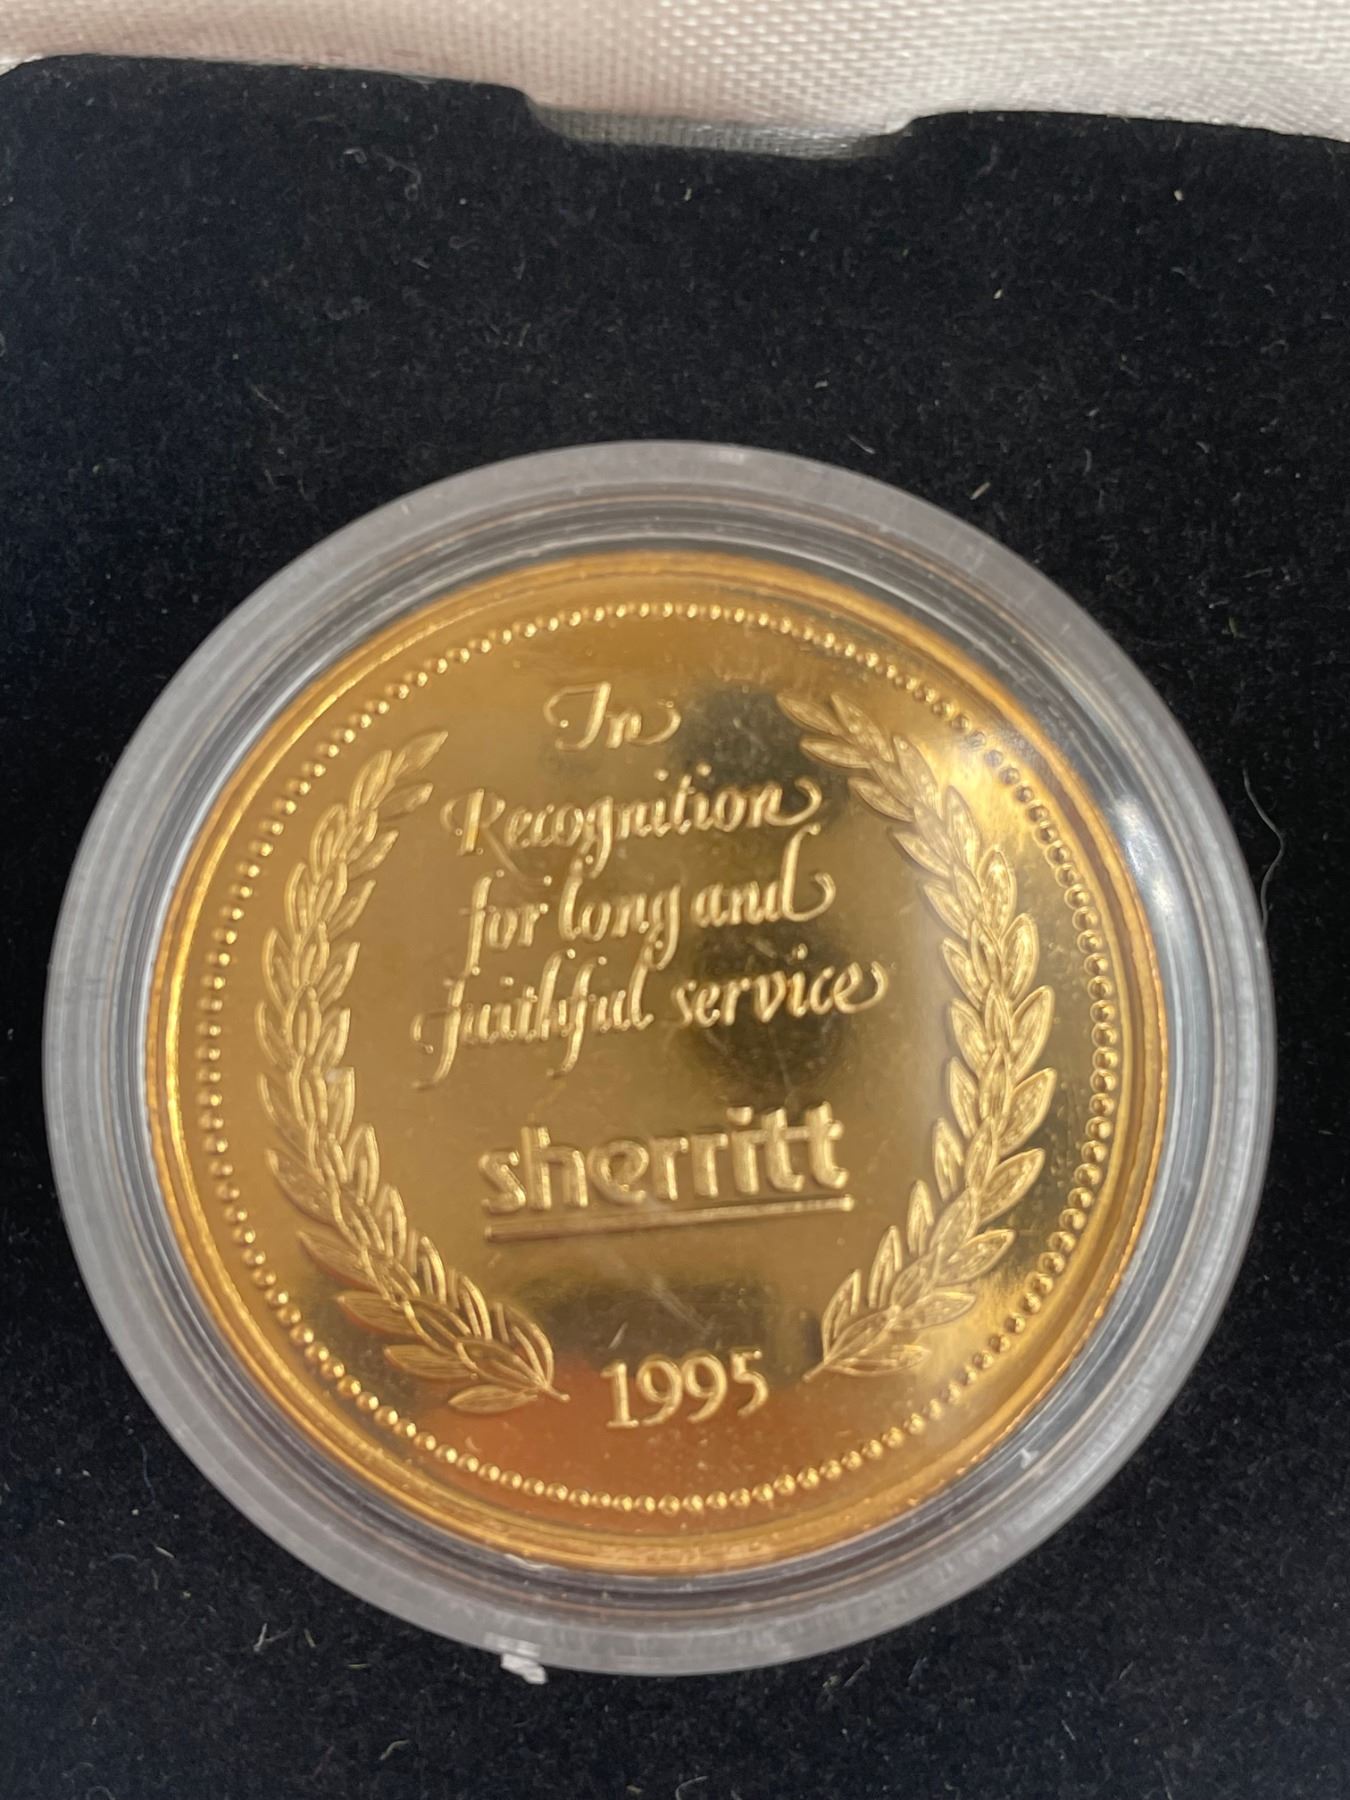 In
Recognition
for long and
faithful service
sherritt
1995